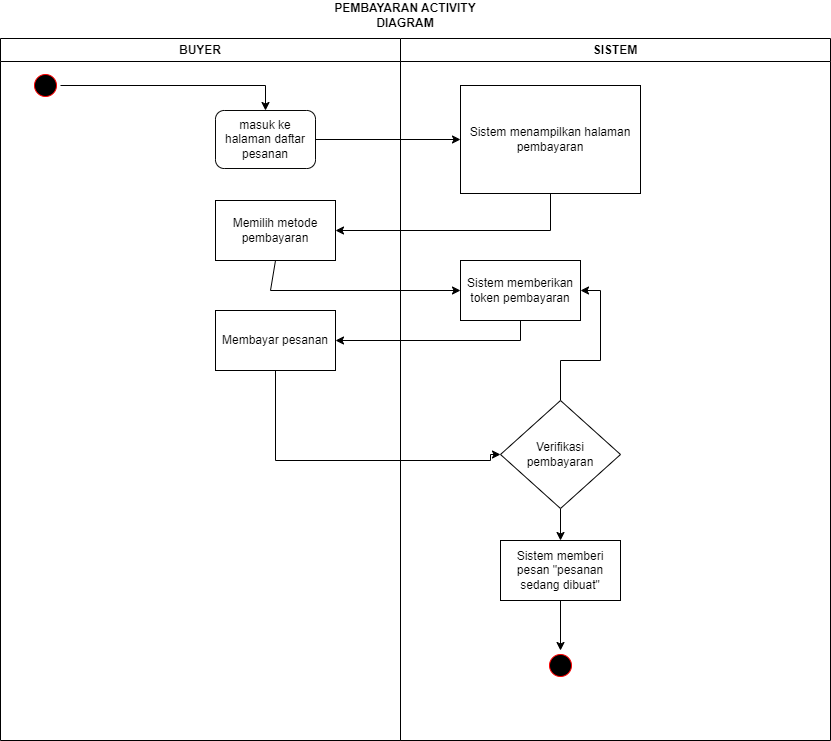 PEMBAYARAN ACTIVITY
DIAGRAM
BUYER
SISTEM
masuk ke
halaman daftar
pesanan
Sistem menampilkan halaman
pembayaran
Memilih metode
pembayaran
Sistem memberikan
token pembayaran
Membayar pesanan
Verifikasi
pembayaran
Sistem memberi
pesan "pesanan
sedang dibuat"